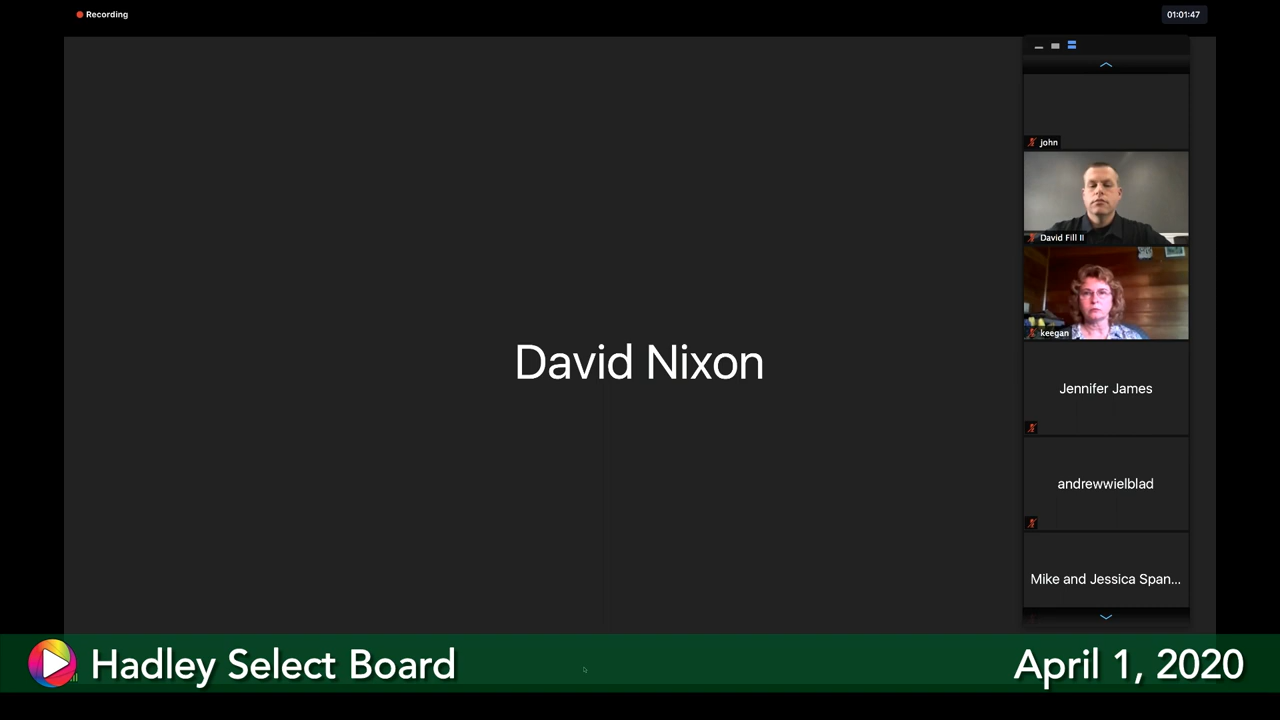 Recording
01:01:47
john
David Fill II
keegan
David Nixon
Jennifer James
andrewwielblad
Mike and Jessica Span...
Hadley Select Board
April 1, 2020